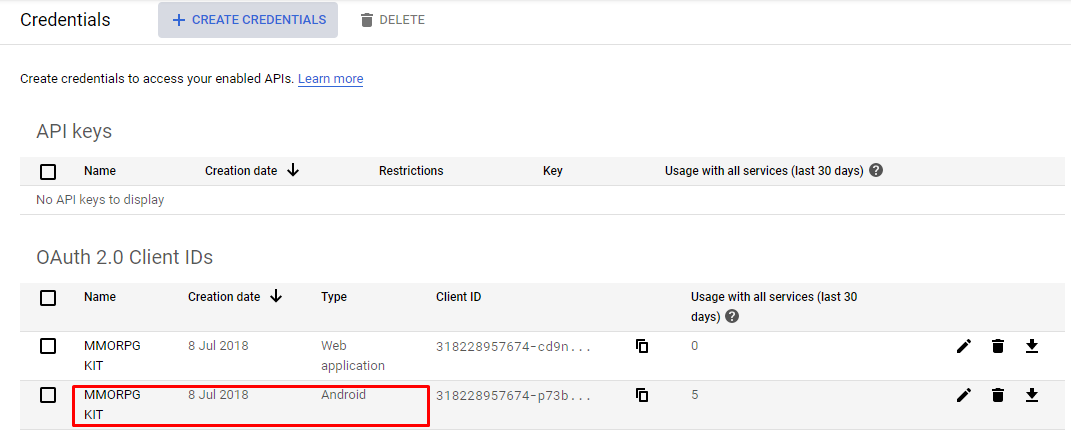 Credentials
CREATE CREDENTIALS
DELETE
Create credentials to access your enabled APIs. Learn more
API keys
Name Creation date Restrictions Key Usage with all services (last 30 days)
No API keys to display
OAuth 2.0 Client IDs
Name Creation date Type Client ID Usage with all services (last 30
days)
MMORPG 8 Jul 2018 Web 318228957674-cd9n... 0
KIT application
MMORPG 8 Jul 2018 Android 318228957674-p73b... 5
KIT